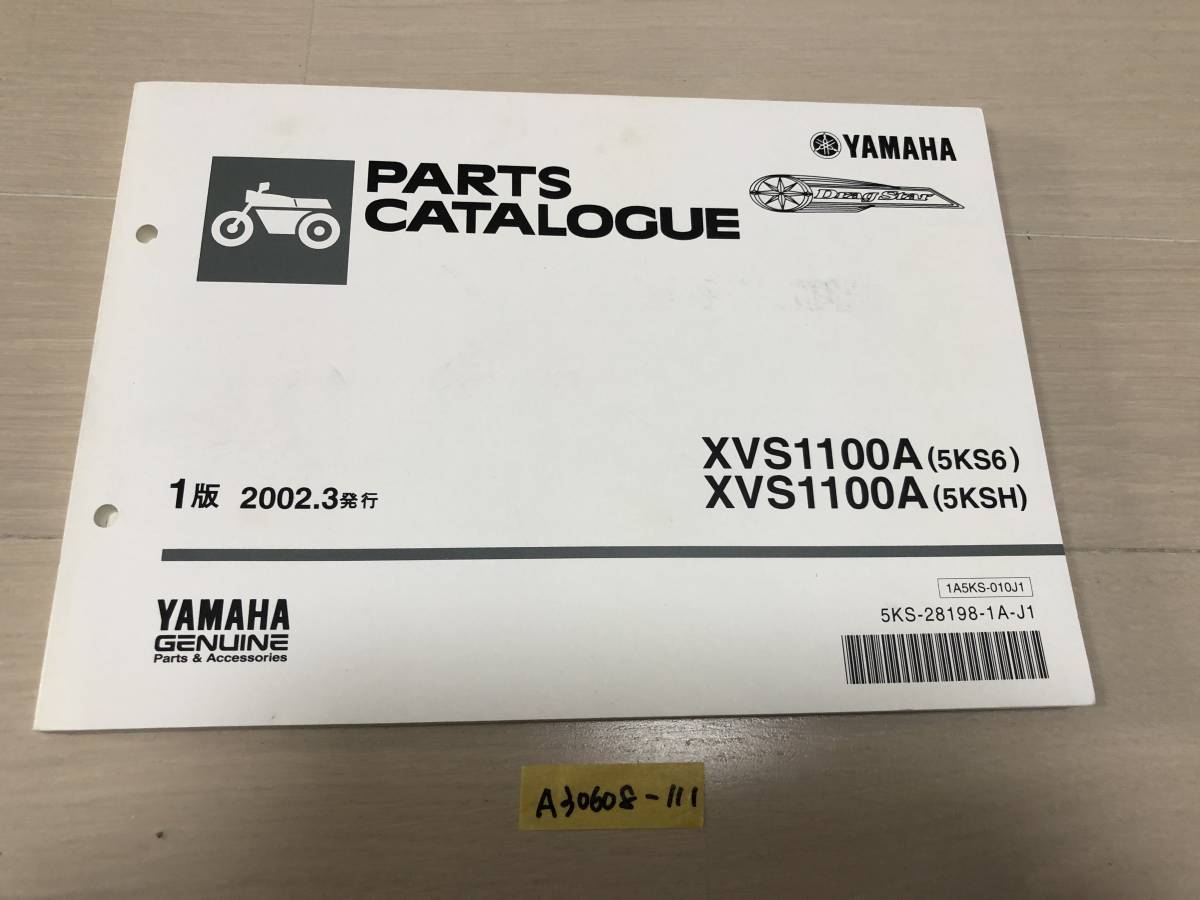 YAMAHA
Drag Star
PARTS
CATALOGUE
XVS1100A (5KS6)
XVS1100A (5KSH)
1版 2002.3発行
1A5KS-010J1
5KS-28198-1A-J1
YAMAHA
GENUINE
Parts & Accessories
A30608-111